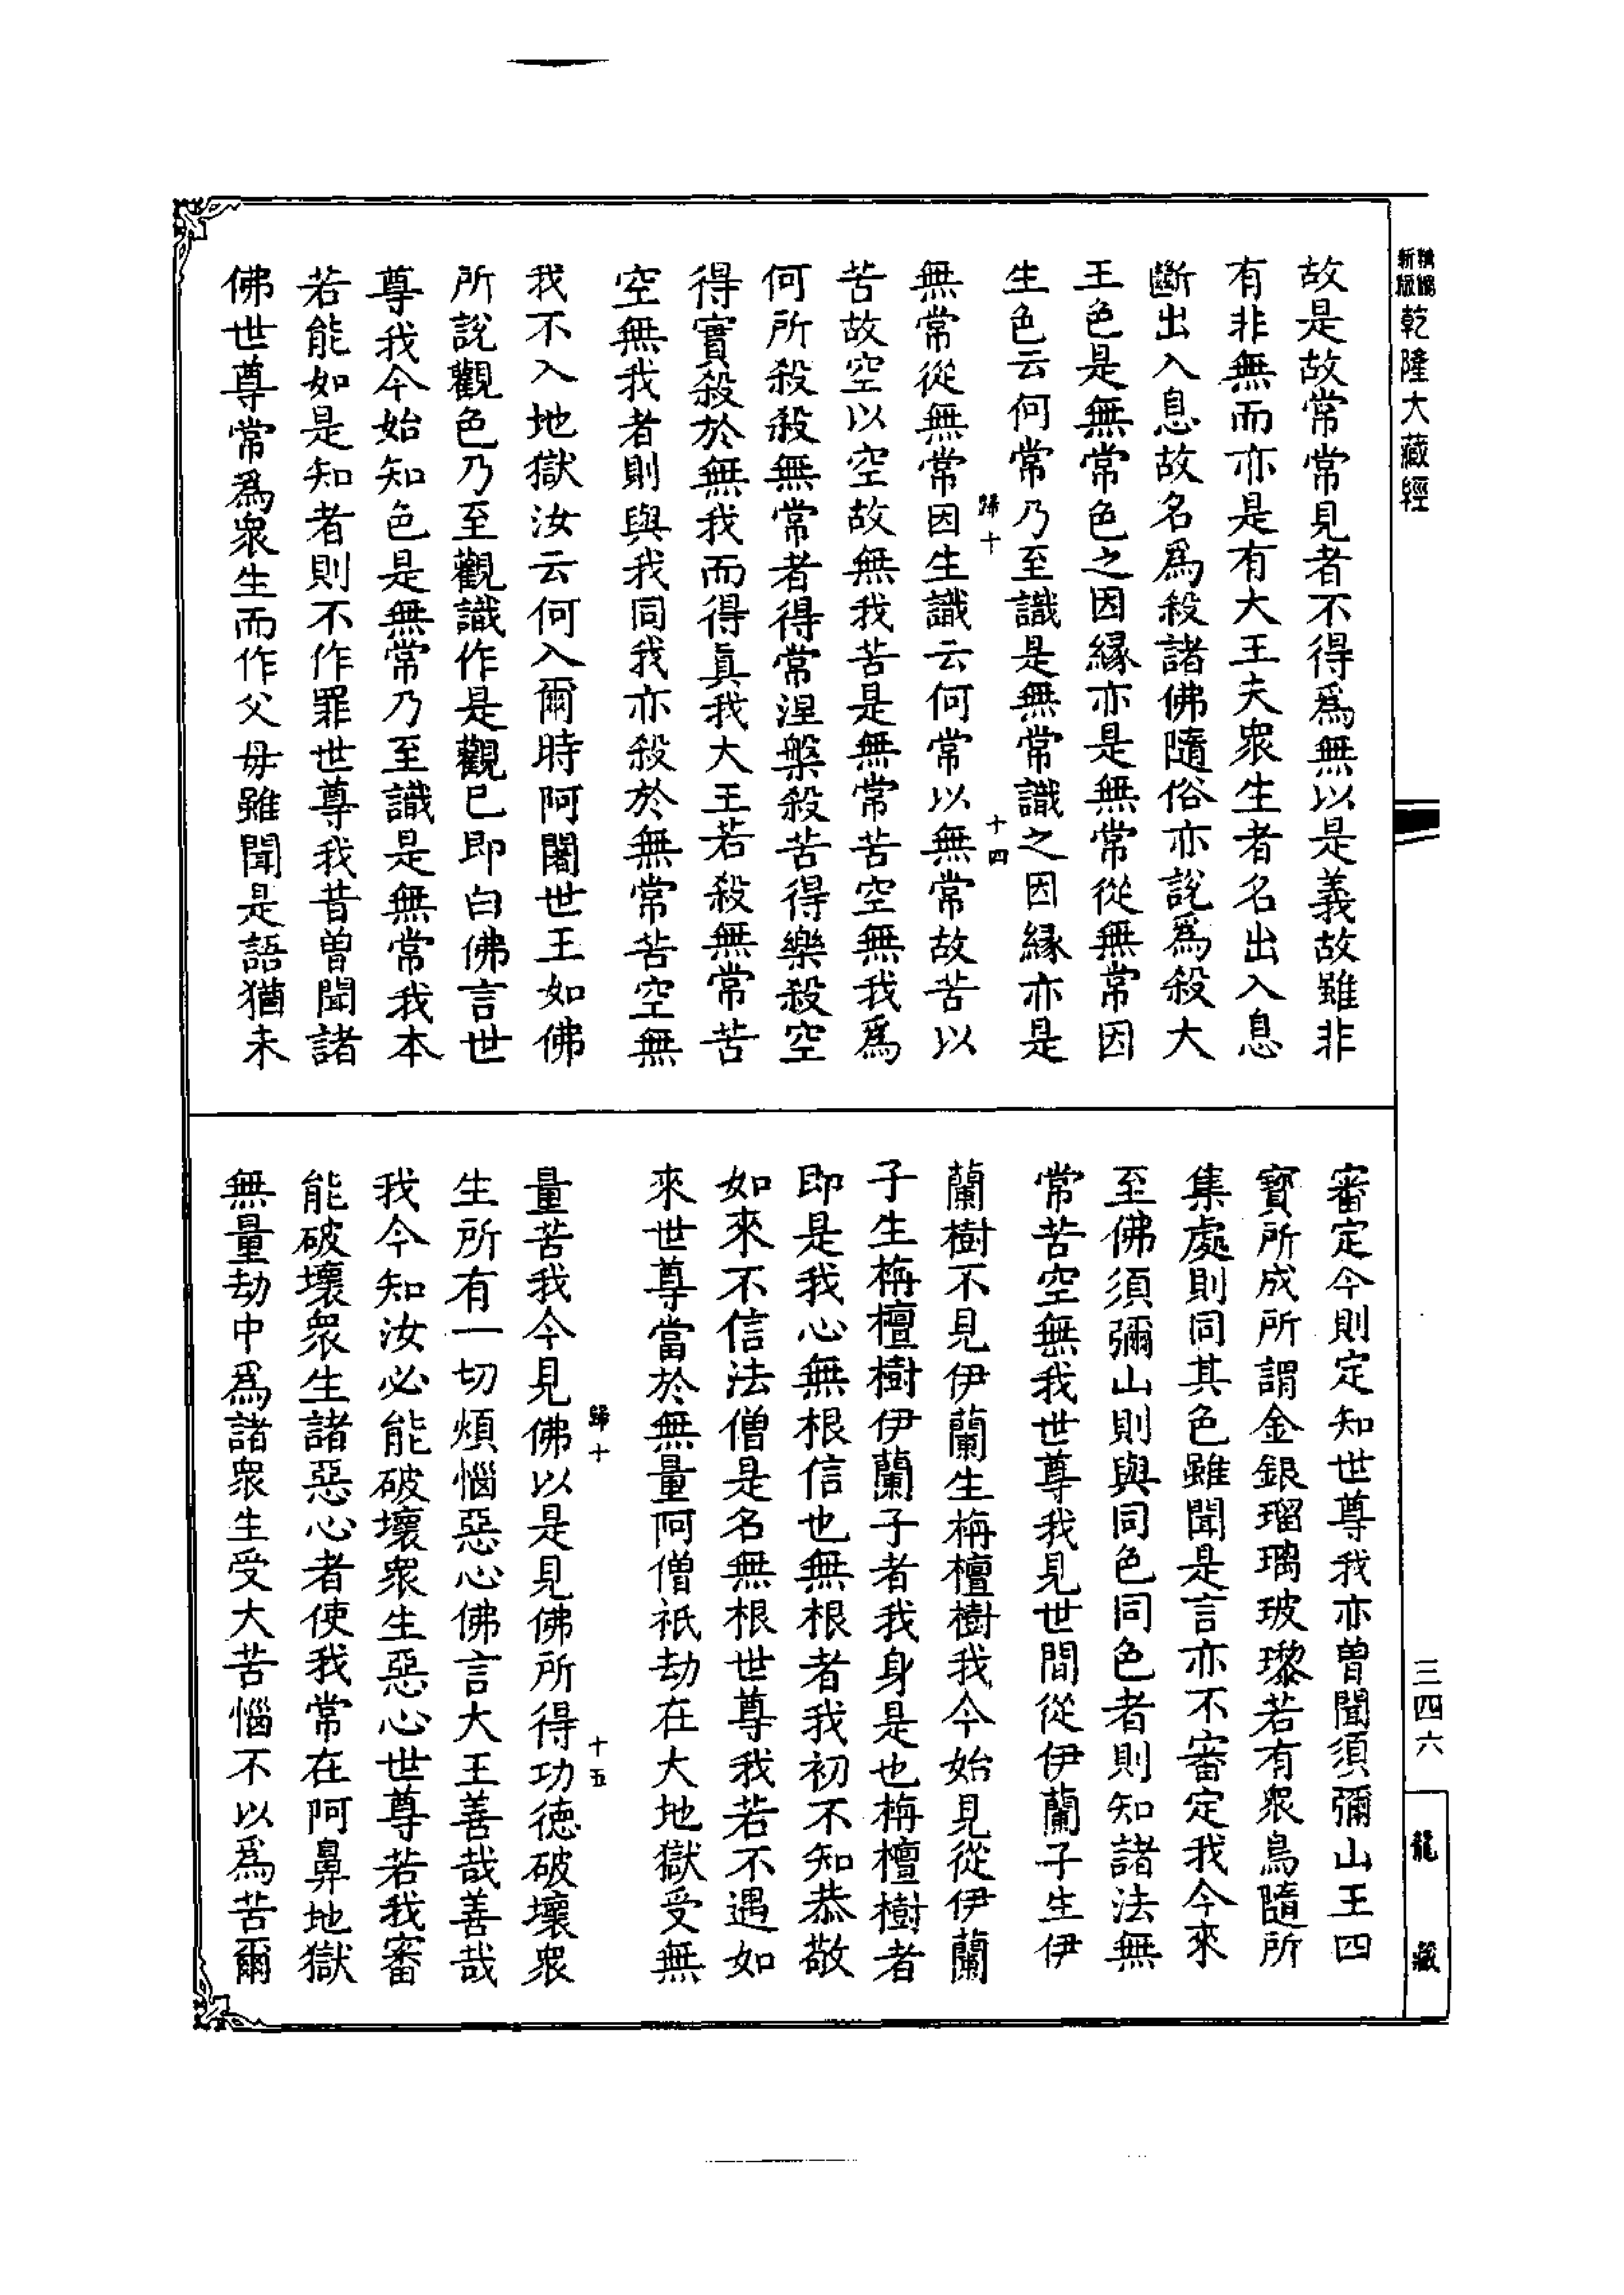 新版
精縮
乾隆大藏經
故是故常常見者不得爲無以是義故雖非
有非無而亦是有大王夫衆生者名出入息
斷出入息故名爲殺諸佛隨俗亦說爲殺大
王色是無常色之因緣亦是無常從無常因
生色云何常乃至識是無常識之因緣亦是
歸十
十四
無常從無常因生識云何常以無常故苦以
苦故空以空故無我苦是無常苦空無我爲
何所殺殺無常者得常涅槃殺苦得樂殺空
得實殺於無我而得眞我大王若殺無常苦
空無我者則與我同我亦殺於無常苦空無
我不入地獄汝云何入爾時阿闍世王如佛
所說觀色乃至觀識作是觀已即白佛言世
尊我今始知色是無常乃至識是無常我本
若能如是知者則不作罪世尊我昔曾聞諸
佛世尊常爲衆生而作父母雖聞是語猶未
審定今則定知世尊我亦曾聞須彌山王四
寶所成所謂金銀瑠璃玻瓈若有衆鳥隨所
集處則同其色雖聞是言亦不審定我今來
至佛須彌山則與同色同色者則知諸法無
常苦空無我世尊我見世間從伊蘭子生伊
蘭樹不見伊蘭生栴檀樹我今始見從伊蘭
子生栴檀樹伊蘭子者我身是也栴檀樹者
即是我心無根信也無根者我初不知恭敬
如來不信法僧是名無根世尊我若不遇如
來世尊當於無量阿僧祇劫在大地獄受無
歸十
十五
量苦我今見佛以是見佛所得功德破壞衆
生所有一切煩惱惡心佛言大王善哉善哉
我今知汝必能破壞衆生惡心世尊若我審
能破壞衆生諸惡心者使我常在阿鼻地獄
無量劫中爲諸衆生受大苦惱不以爲苦爾
三四六
龍藏